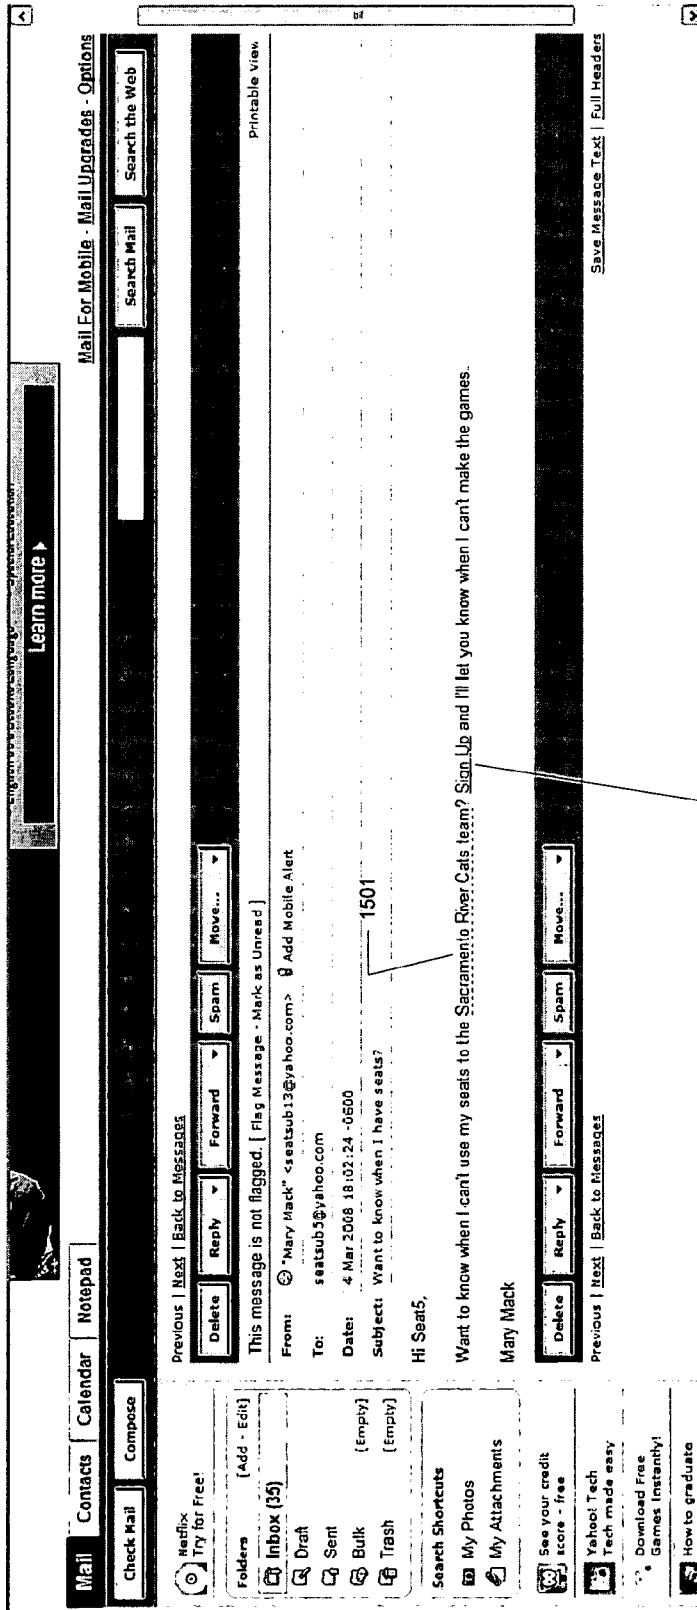 Learn more ▸
Mail For Mobile - Mail Upgrades - Options
Mail Contacts Calendar Notepad
Check Mail Compose
Search Mail Search the Web
Netflix
Try for Free!
Folders [Add - Edit]
Inbox (35)
Draft
Sent
Bulk [Empty]
Trash [Empty]
Search Shortcuts
My Photos
My Attachments
See your credit
score - free
Yahoo! Tech
Tech made easy
Download Free
Games Instantly!
How to graduate
Previous | Next | Back to Messages
Delete Reply Forward Spam Move...
This message is not flagged. [ Flag Message - Mark as Unread ]
Printable View
From: "Mary Mack" <seatsub13@yahoo.com> Add Mobile Alert
To: seatsub5@yahoo.com
Date: 4 Mar 2008 18:02:24 -0600
Subject: Want to know when I have seats?
1501
Hi Seat5,
Want to know when I can't use my seats to the Sacramento River Cats team? Sign Up and I'll let you know when I can't make the games.
Mary Mack
Delete Reply Forward Spam Move...
Previous | Next | Back to Messages
Save Message Text | Full Headers